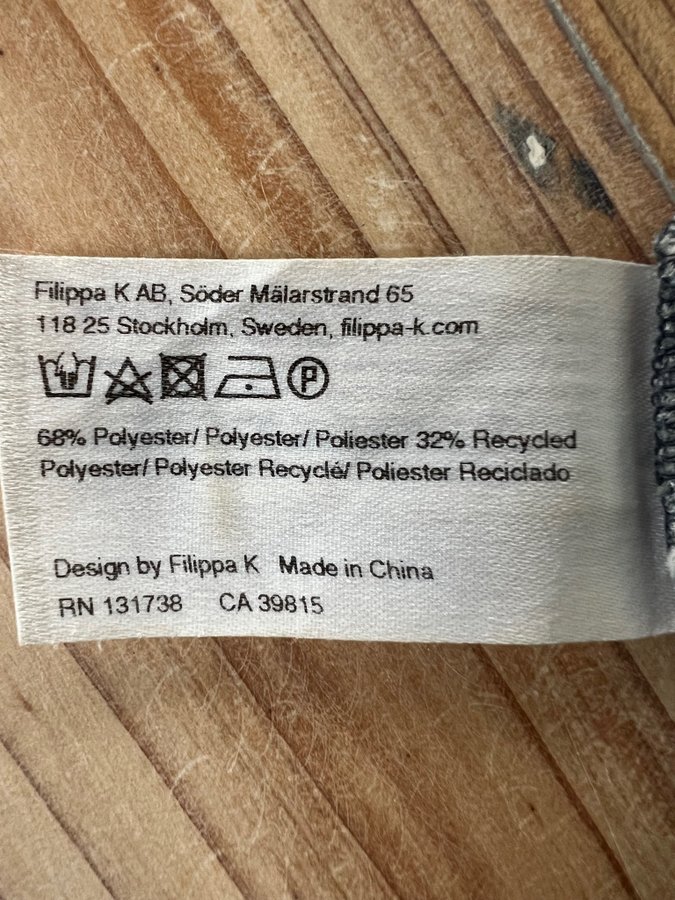 Filippa K AB, Söder Mälarstrand 65
118 25 Stockholm, Sweden, filippa-k.com
P
68% Polyester/ Polyester/ Poliester 32% Recycled
Polyester/ Polyester Recyclé/ Poliester Reciclado
Design by Filippa K Made in China
RN 131738 CA 39815